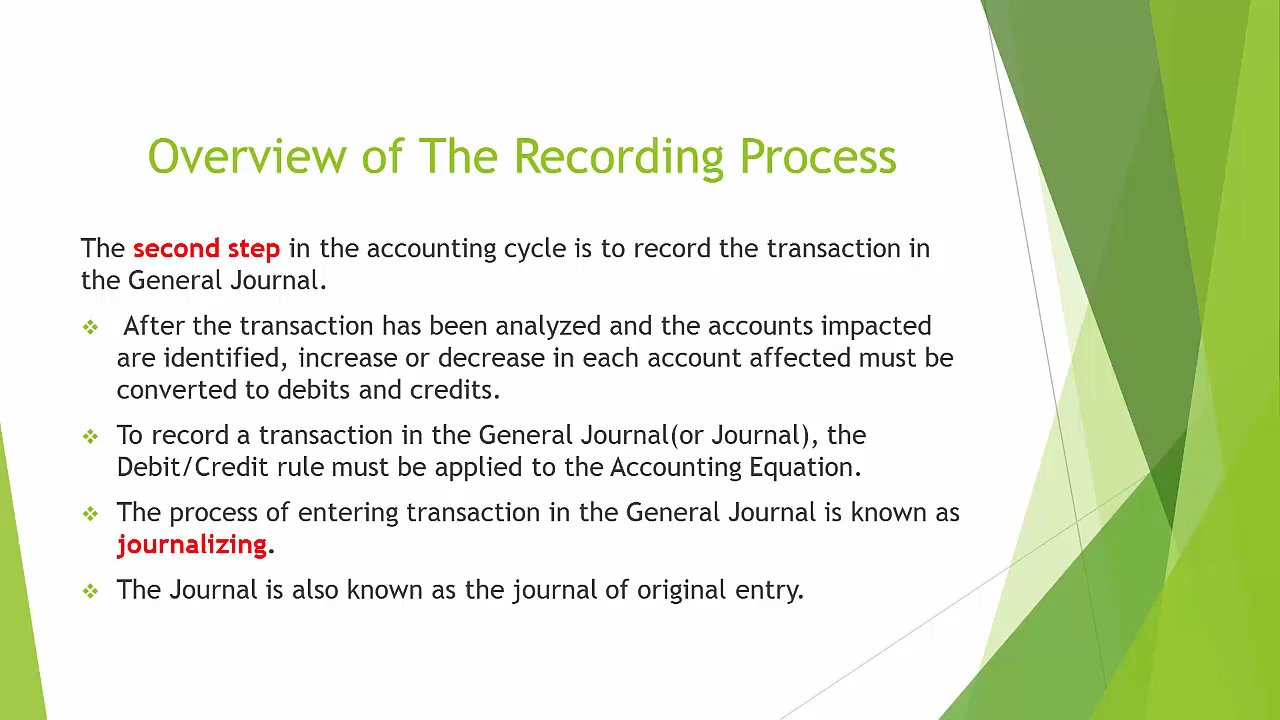 Overview of The Recording Process
The second step in the accounting cycle is to record the transaction in
the General Journal.
After the transaction has been analyzed and the accounts impacted
are identified, increase or decrease in each account affected must be
converted to debits and credits.
To record a transaction in the General Journal(or Journal), the
Debit/Credit rule must be applied to the Accounting Equation.
The process of entering transaction in the General Journal is known as
journalizing.
The Journal is also known as the journal of original entry.